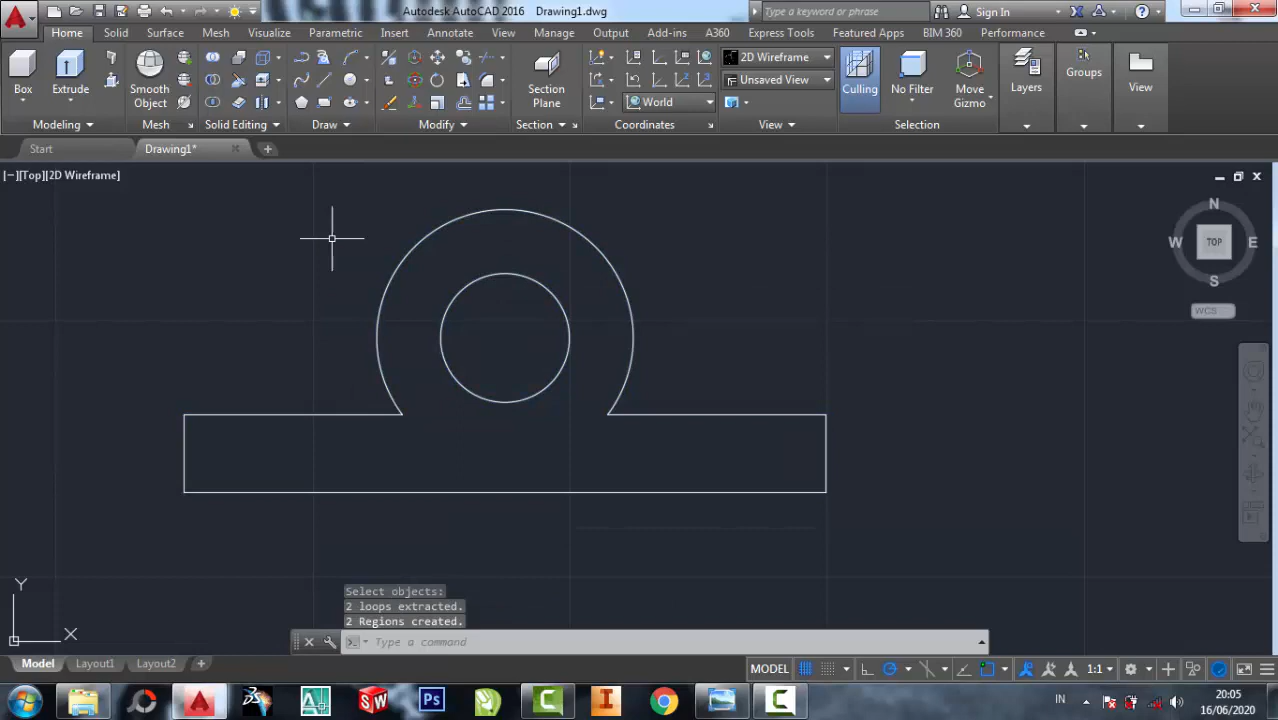 Autodesk AutoCAD 2016 Drawing1.dwg
Type a keyword or phrase
Sign In
Home Solid Surface Mesh Visualize Parametric Insert Annotate View Manage Output Add-ins A360 Express Tools Featured Apps BIM 360 Performance
2D Wireframe
Unsaved View
World
Box
Extrude
Smooth
Object
Section
Plane
Culling
No Filter
Move
Gizmo
Layers
Groups
View
Modeling
Mesh
Solid Editing
Draw
Modify
Section
Coordinates
View
Selection
Start
Drawing1*
[−][Top][2D Wireframe]
N
W
TOP
E
S
WCS
Y
X
Select objects:
2 loops extracted.
2 Regions created.
Type a command
Model
Layout1
Layout2
MODEL
1:1
Ps
IN
20:05
16/06/2020